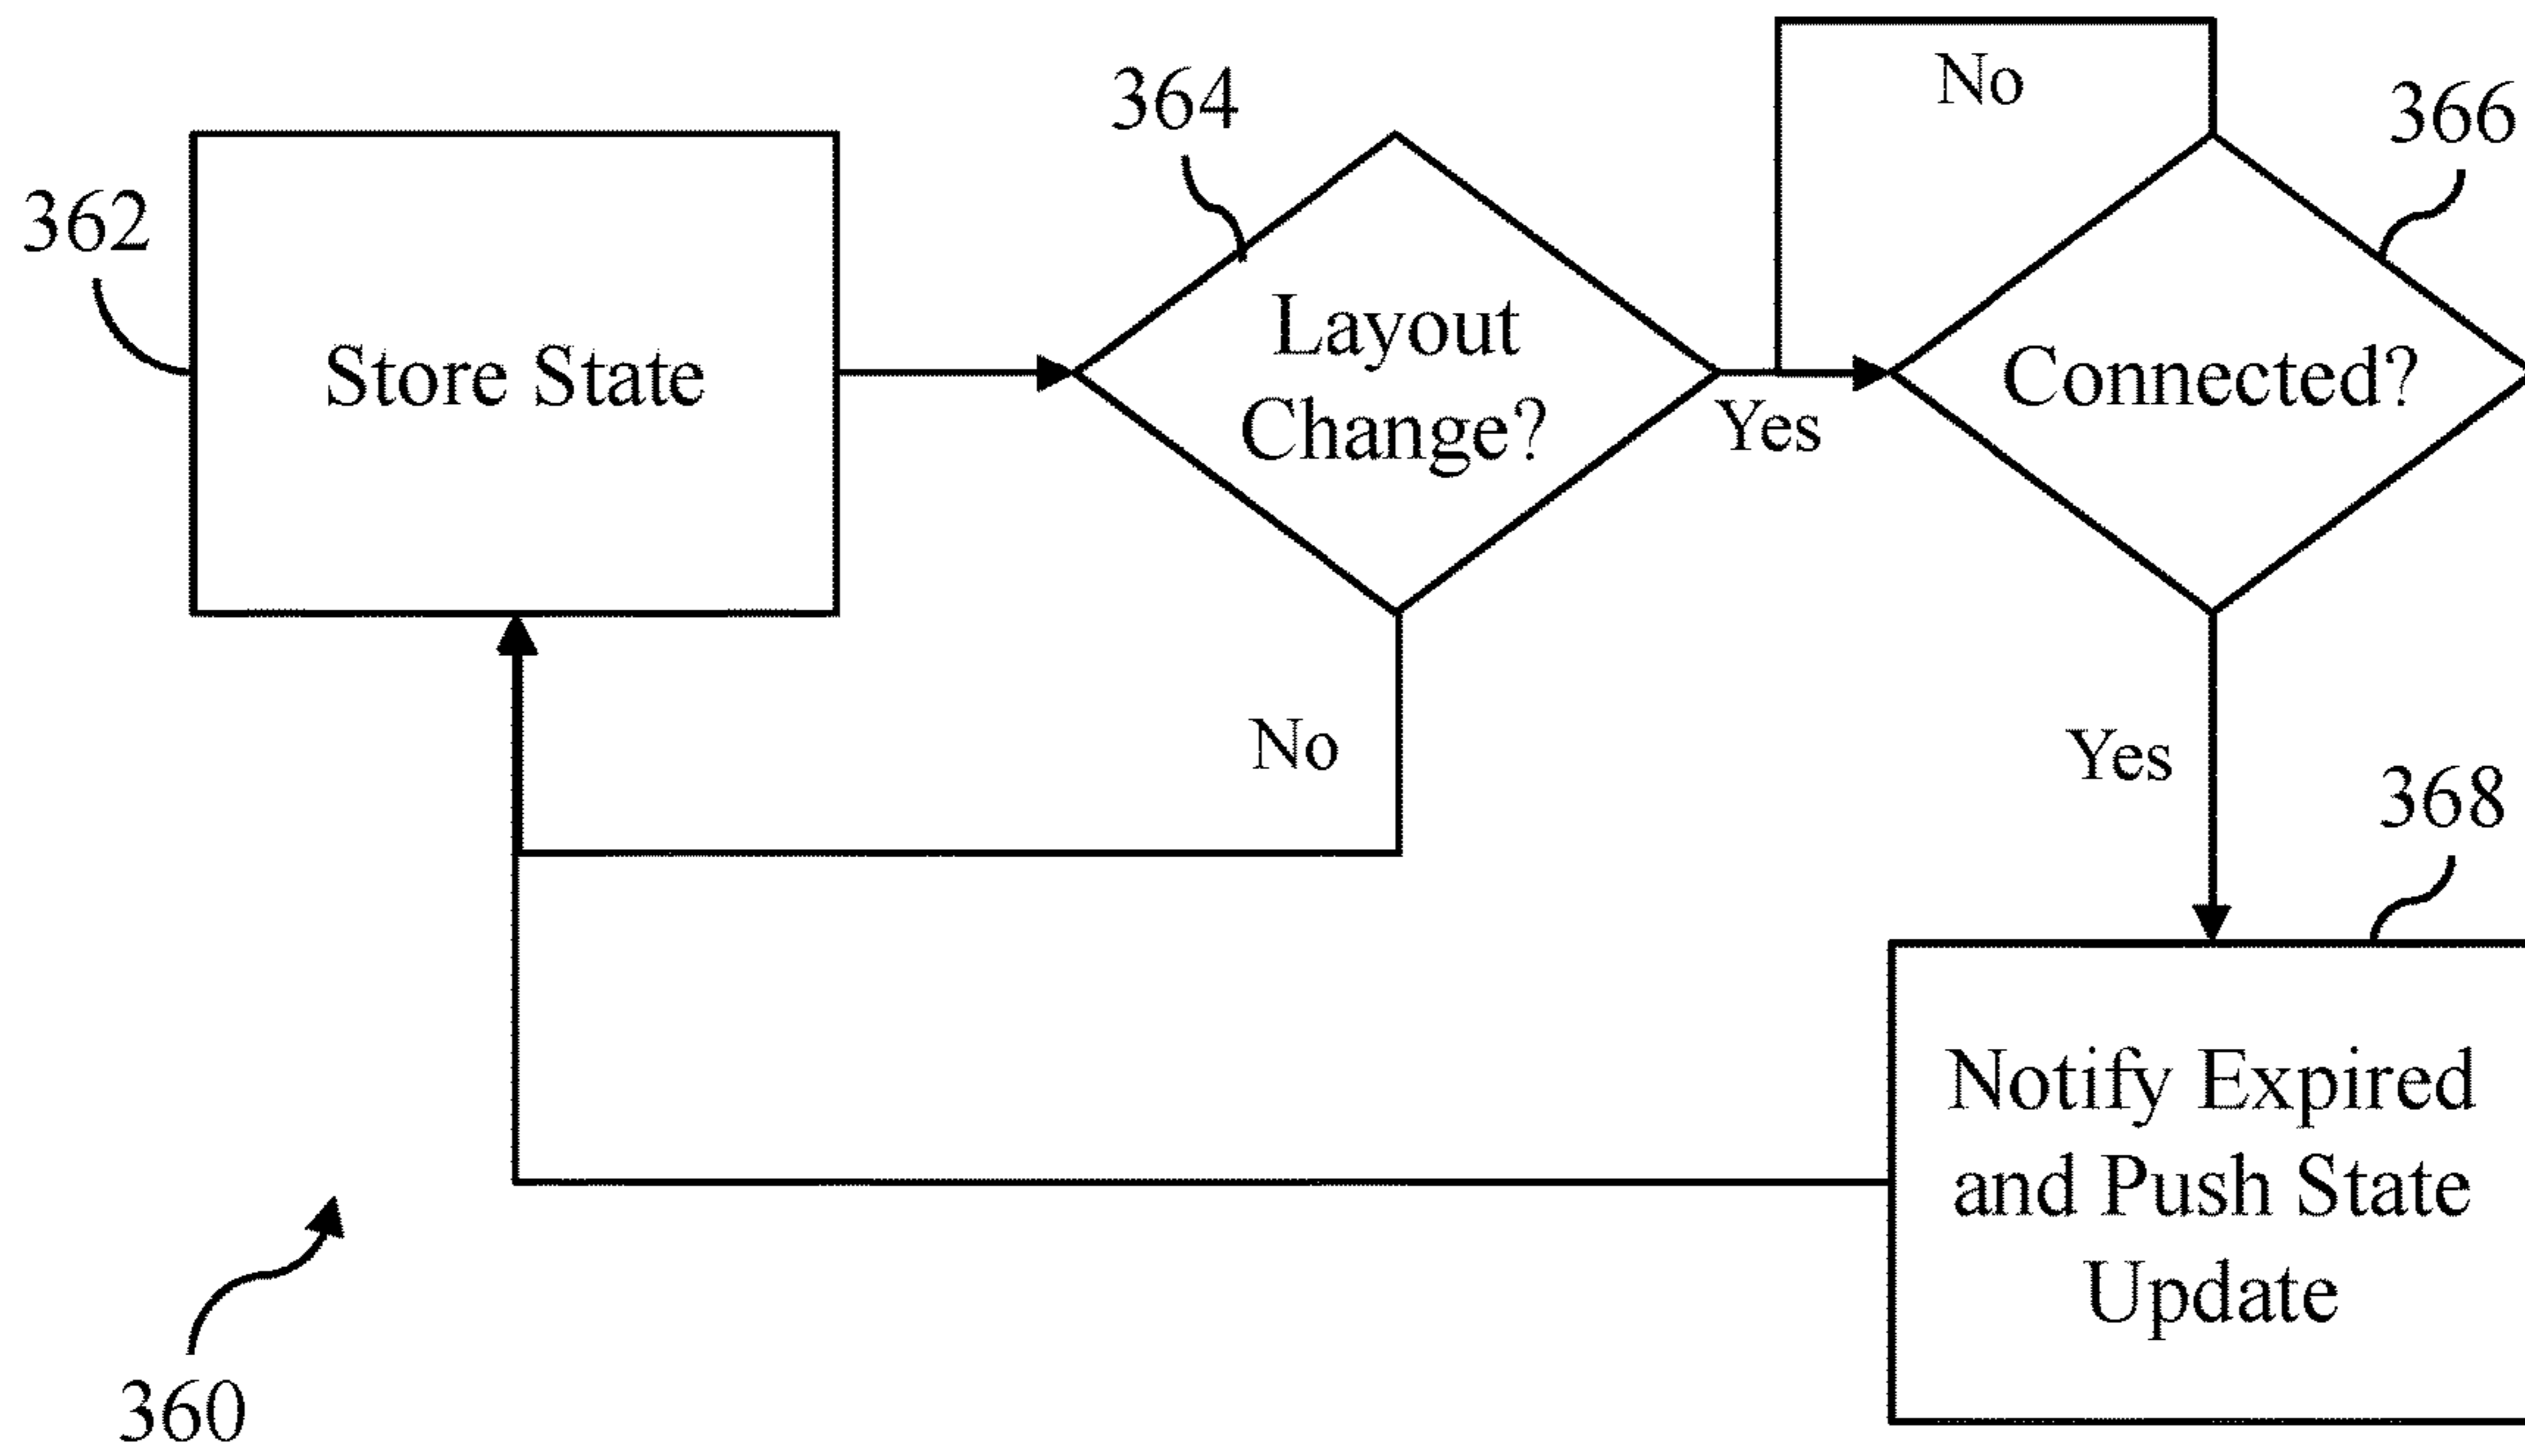 No
364
366
362
Layout
Change?
Store State
Connected?
Yes
No
Yes
368
Notify Expired
and Push State
Update
360